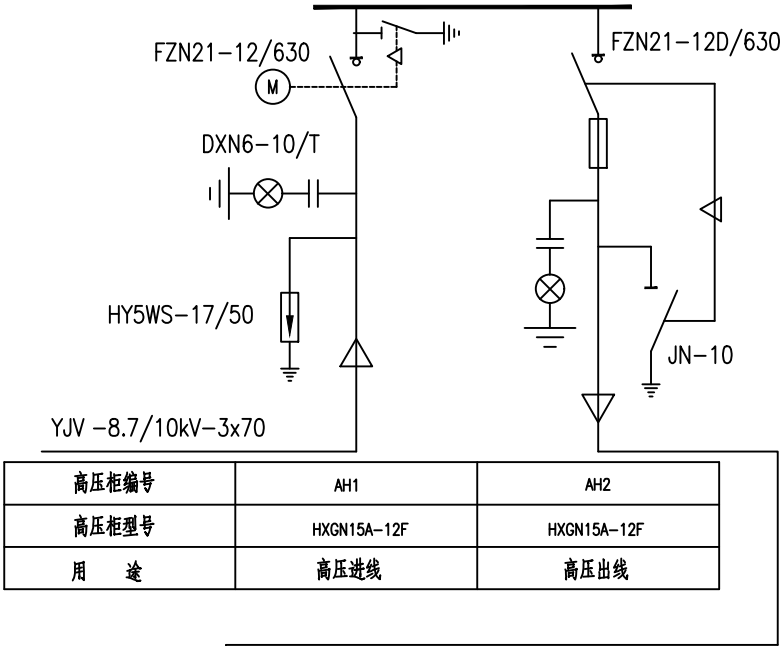 FZN21-12/630
FZN21-12D/630
M
DXN6-10/T
HY5WS-17/50
JN-10
YJV -8.7/10kV-3x70
高压柜编号 AH1 AH2
高压柜型号 HXGN15A-12F HXGN15A-12F
用 途 高压进线 高压出线